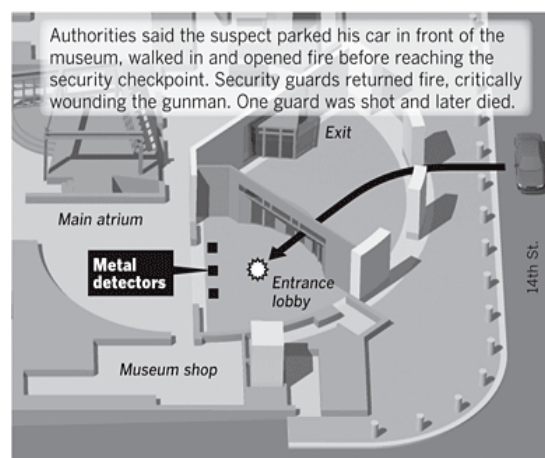 Authorities said the suspect parked his car in front of the
museum, walked in and opened fire before reaching the
security checkpoint. Security guards returned fire, critically
wounding the gunman. One guard was shot and later died.
Exit
Main atrium
Metal
detectors
Entrance
lobby
14th St.
Museum shop